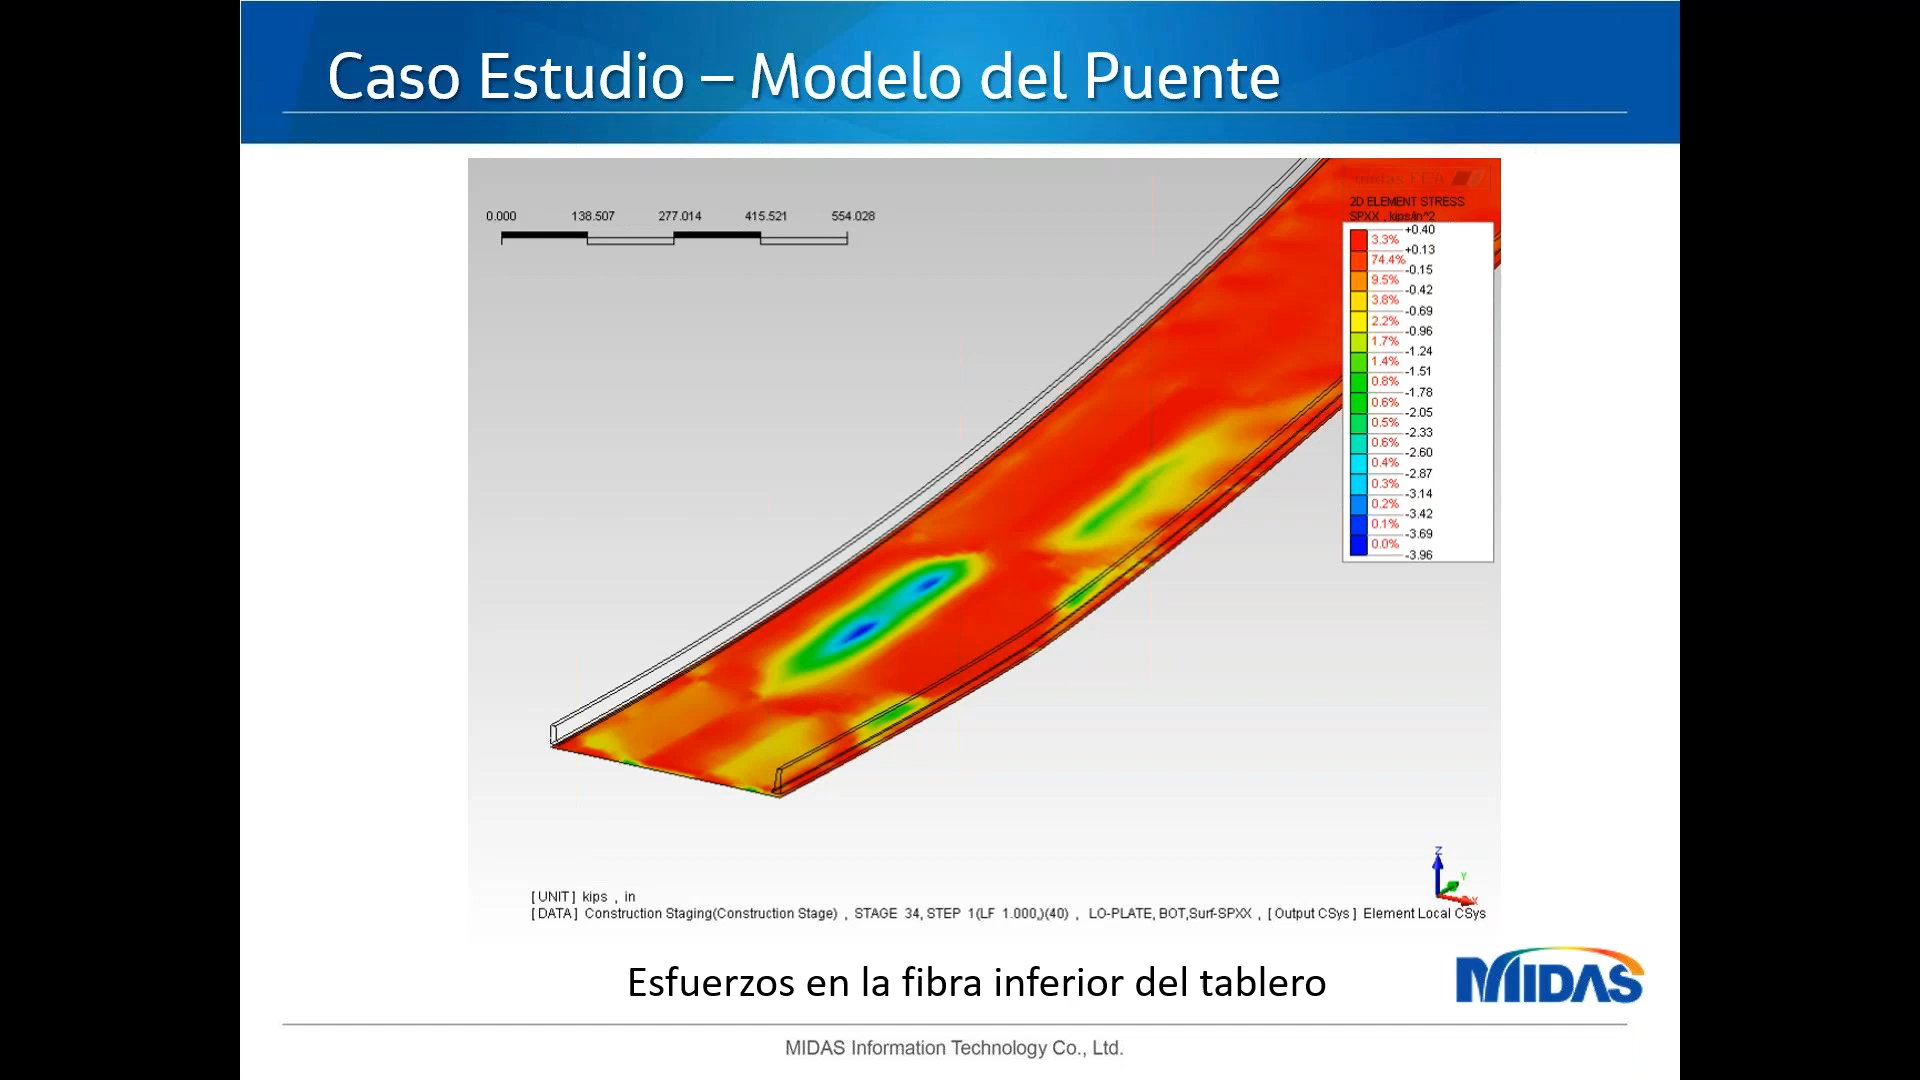 Caso Estudio – Modelo del Puente
0.000 138.507 277.014 415.521 554.028
midas FEA
2D ELEMENT STRESS
SPXX , kips/in^2
+0.40
3.3%
+0.13
74.4%
-0.15
9.5%
-0.42
3.8%
-0.69
2.2%
-0.96
1.7%
-1.24
1.4%
-1.51
0.8%
-1.78
0.6%
-2.05
0.5%
-2.33
0.6%
-2.60
0.4%
-2.87
0.3%
-3.14
0.2%
-3.42
0.1%
-3.69
0.0%
-3.96
Z
Y
X
[ UNIT ] kips , in
[ DATA ] Construction Staging(Construction Stage) , STAGE 34, STEP 1(LF 1.000,)(40) , LO-PLATE, BOT,Surf-SPXX , [ Output CSys ] Element Local CSys
Esfuerzos en la fibra inferior del tablero
MIDAS
MIDAS Information Technology Co., Ltd.